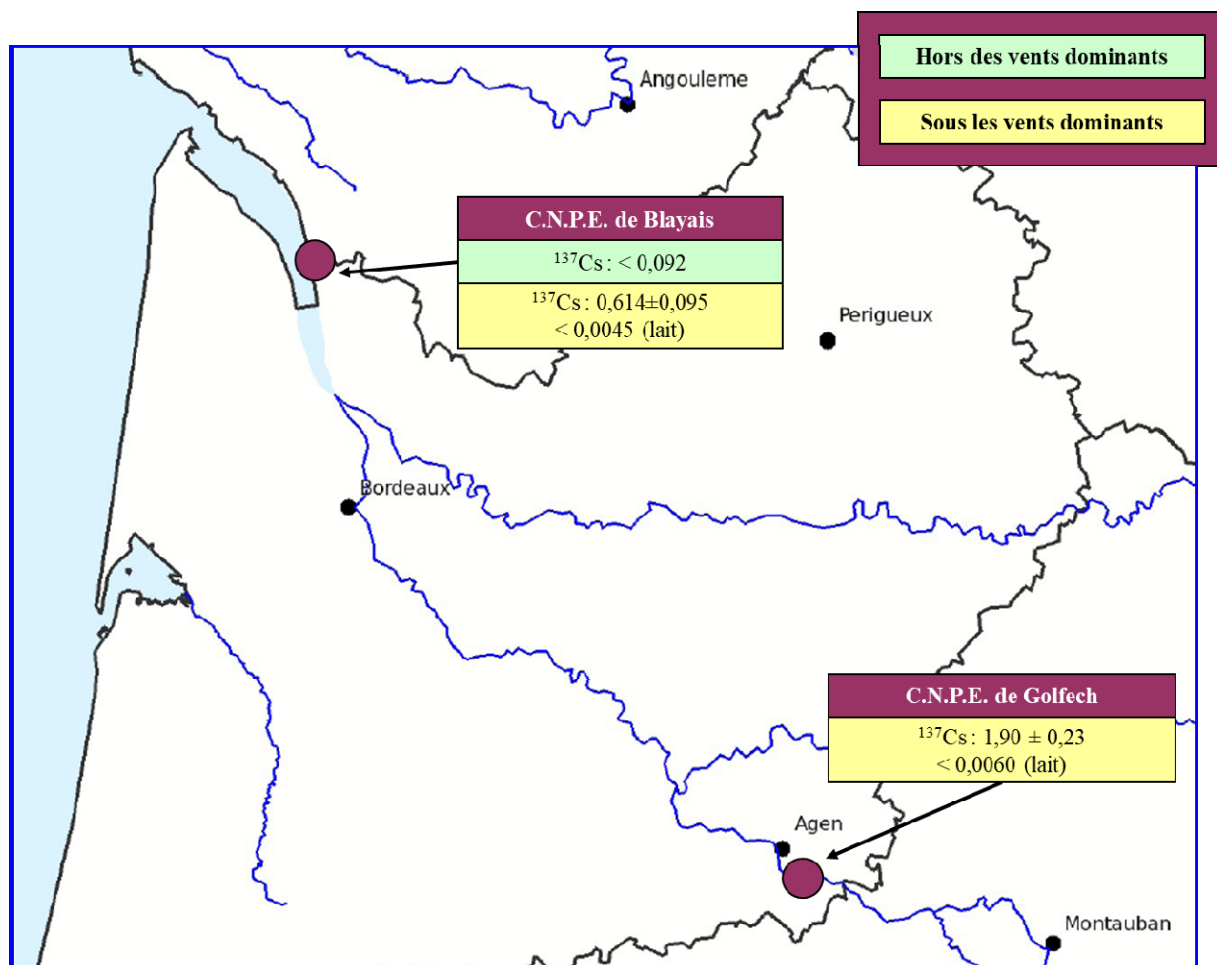 Hors des vents dominants
Sous les vents dominants
Angouleme
C.N.P.E. de Blayais
¹³⁷Cs : < 0,092
¹³⁷Cs : 0,614±0,095
< 0,0045 (lait)
Perigueux
Bordeaux
C.N.P.E. de Golfech
¹³⁷Cs : 1,90 ± 0,23
< 0,0060 (lait)
Agen
Montauban